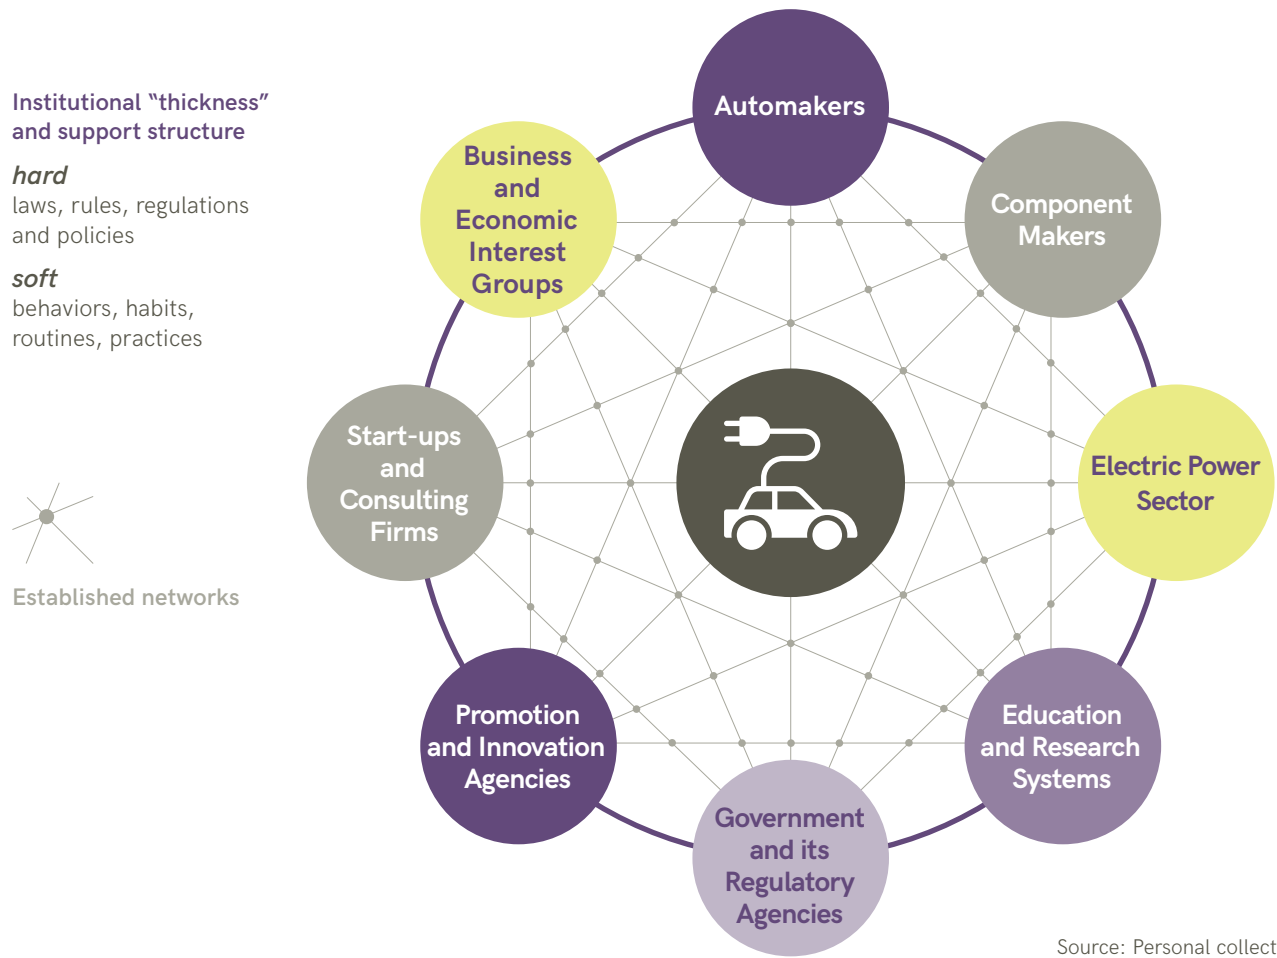 Institutional “thickness”
and support structure
hard
laws, rules, regulations
and policies
soft
behaviors, habits,
routines, practices
Established networks
Automakers
Component
Makers
Electric Power
Sector
Education
and Research
Systems
Government
and its
Regulatory
Agencies
Promotion
and Innovation
Agencies
Start-ups
and
Consulting
Firms
Business
and
Economic
Interest
Groups
Source: Personal collect